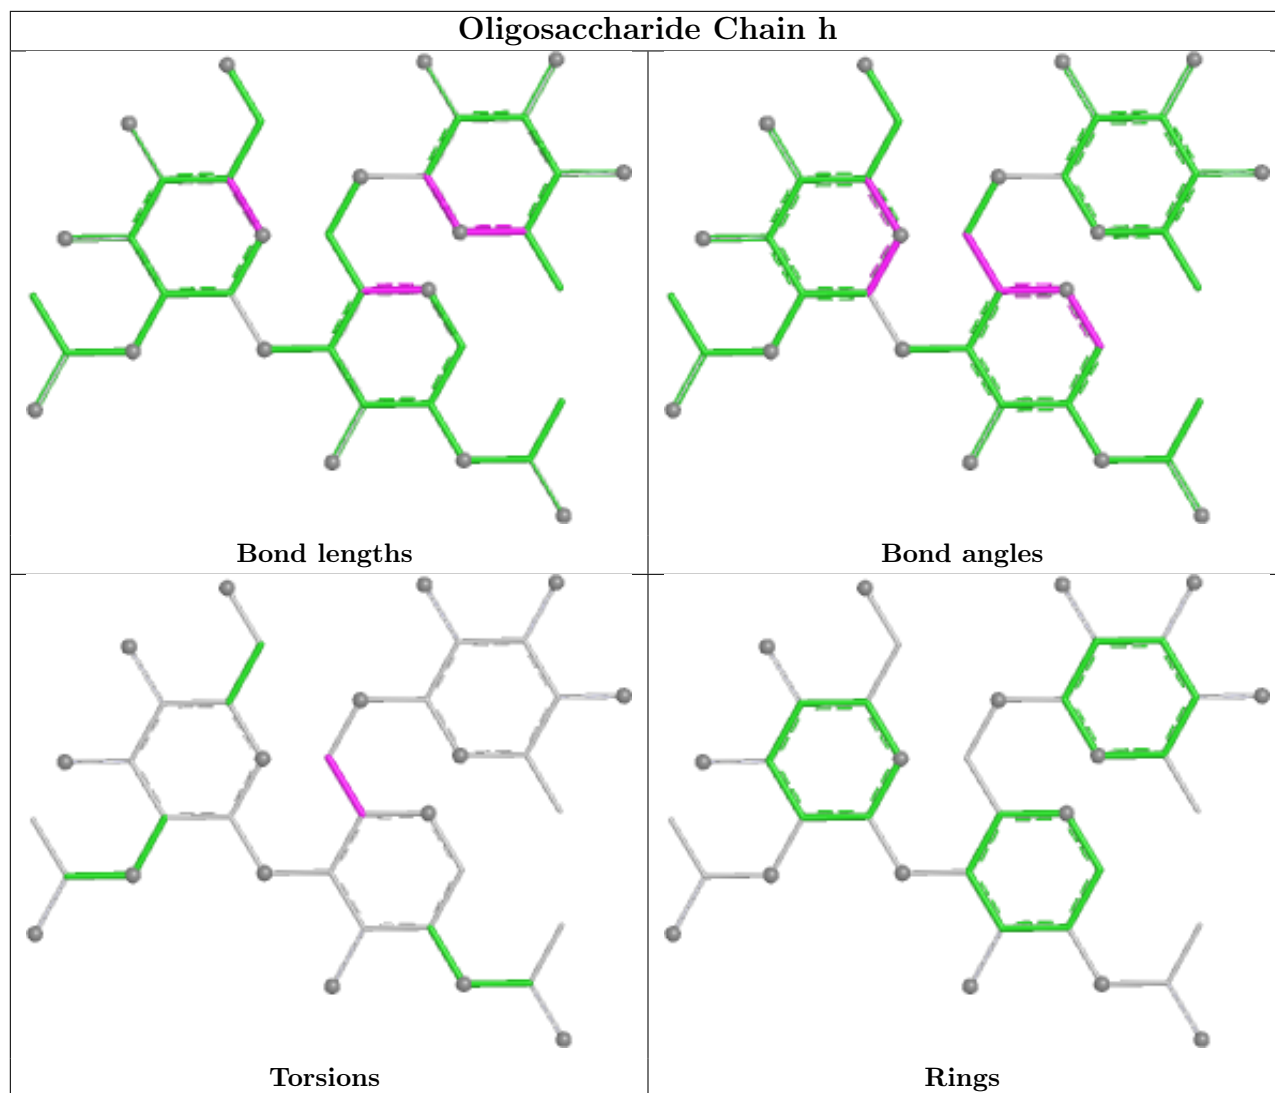 Oligosaccharide Chain h
Bond lengths
Bond angles
Torsions
Rings